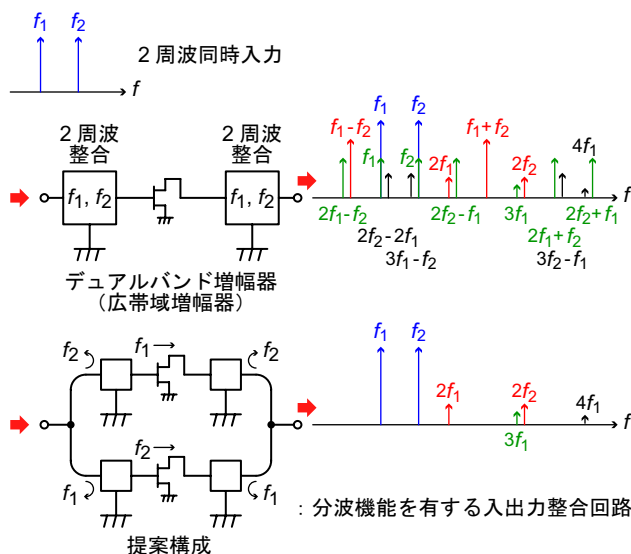 f1
f2
2周波同時入力
f
2周波
整合
2周波
整合
f1, f2
f1, f2
デュアルバンド増幅器
(広帯域増幅器)
f1-f2
f1
f2
f1+f2
4f1
f1
f2
2f1
2f2
f
2f1-f2
2f2-f1
3f1
2f2+f1
2f2-2f1
2f1+f2
3f1-f2
3f2-f1
f2
f1
f2
f1
f2
f1
提案構成
f1
f2
2f1
2f2
4f1
f
3f1
: 分波機能を有する入出力整合回路